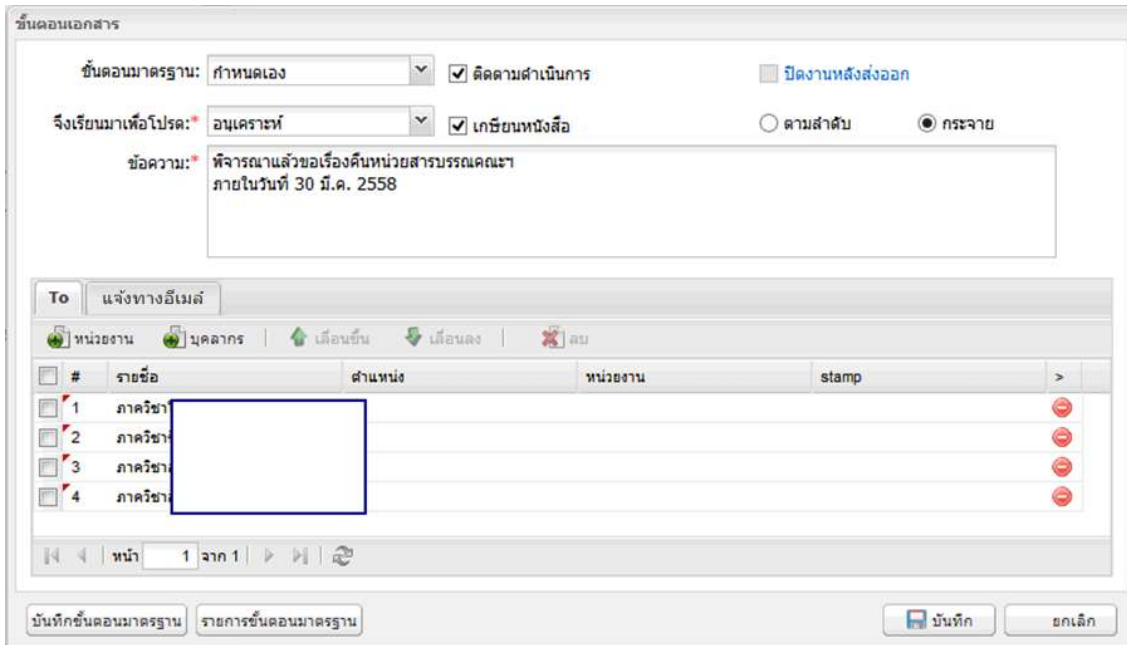 ขั้นตอนเอกสาร
ขั้นตอนมาตรฐาน: กำหนดเอง ติดตามดำเนินการ ปิดงานหลังส่งออก
จึงเรียนมาเพื่อโปรด:* อนุเคราะห์ เกษียนหนังสือ ตามลำดับ กระจาย
ข้อความ:* พิจารณาแล้วขอเรื่องคืนหน่วยสารบรรณคณะฯ
ภายในวันที่ 30 มี.ค. 2558
To แจ้งทางอีเมล์
หน่วยงาน บุคลากร เลื่อนขึ้น เลื่อนลง ลบ
# รายชื่อ ตำแหน่ง หน่วยงาน stamp >
1 ภาควิชา
2 ภาควิชา
3 ภาควิชา
4 ภาควิชา
หน้า 1 จาก 1
บันทึกขั้นตอนมาตรฐาน รายการขั้นตอนมาตรฐาน บันทึก ยกเลิก